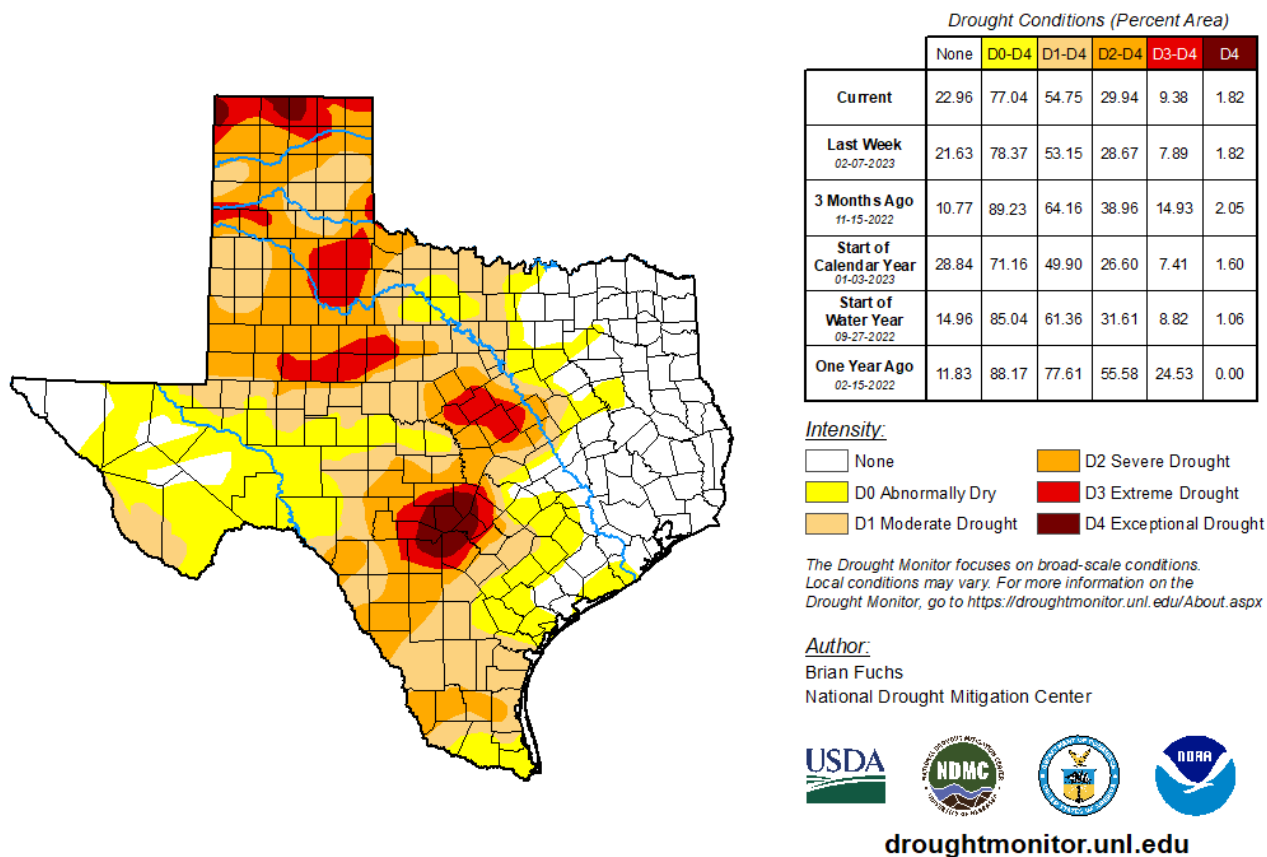 Drought Conditions (Percent Area)
None D0-D4 D1-D4 D2-D4 D3-D4 D4
Current 22.96 77.04 54.75 29.94 9.38 1.82
Last Week
02-07-2023 21.63 78.37 53.15 28.67 7.89 1.82
3 Months Ago
11-15-2022 10.77 89.23 64.16 38.96 14.93 2.05
Start of
Calendar Year
01-03-2023 28.84 71.16 49.90 26.60 7.41 1.60
Start of
Water Year
09-27-2022 14.96 85.04 61.36 31.61 8.82 1.06
One Year Ago
02-15-2022 11.83 88.17 77.61 55.58 24.53 0.00
Intensity:
None D2 Severe Drought
D0 Abnormally Dry D3 Extreme Drought
D1 Moderate Drought D4 Exceptional Drought
The Drought Monitor focuses on broad-scale conditions.
Local conditions may vary. For more information on the
Drought Monitor, go to https://droughtmonitor.unl.edu/About.aspx
Author:
Brian Fuchs
National Drought Mitigation Center
USDA NDMC NOAA
droughtmonitor.unl.edu